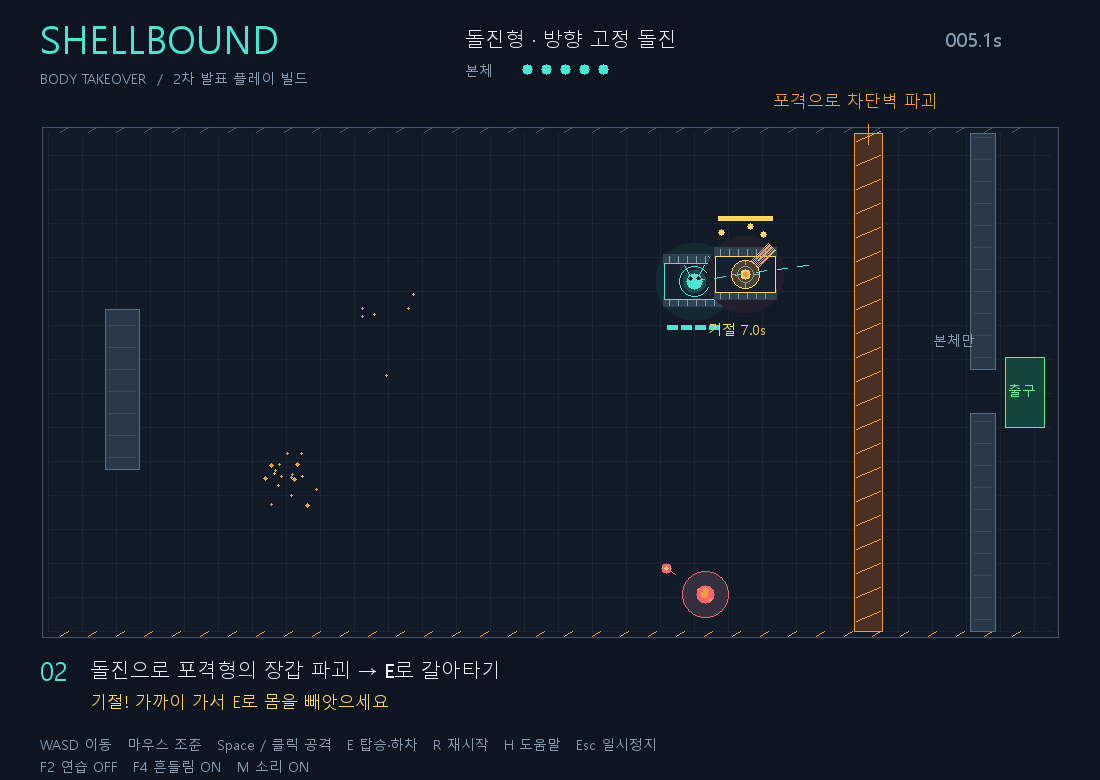 SHELLBOUND
BODY TAKEOVER / 2차 발표 플레이 빌드
돌진형 · 방향 고정 돌진
본체
005.1s
포격으로 차단벽 파괴
기절 7.0s
본체만
출구
02 돌진으로 포격형의 장갑 파괴 → E로 갈아타기
기절! 가까이 가서 E로 몸을 빼앗으세요
WASD 이동 마우스 조준 Space / 클릭 공격 E 탑승·하차 R 재시작 H 도움말 Esc 일시정지
F2 연습 OFF F4 흔들림 ON M 소리 ON